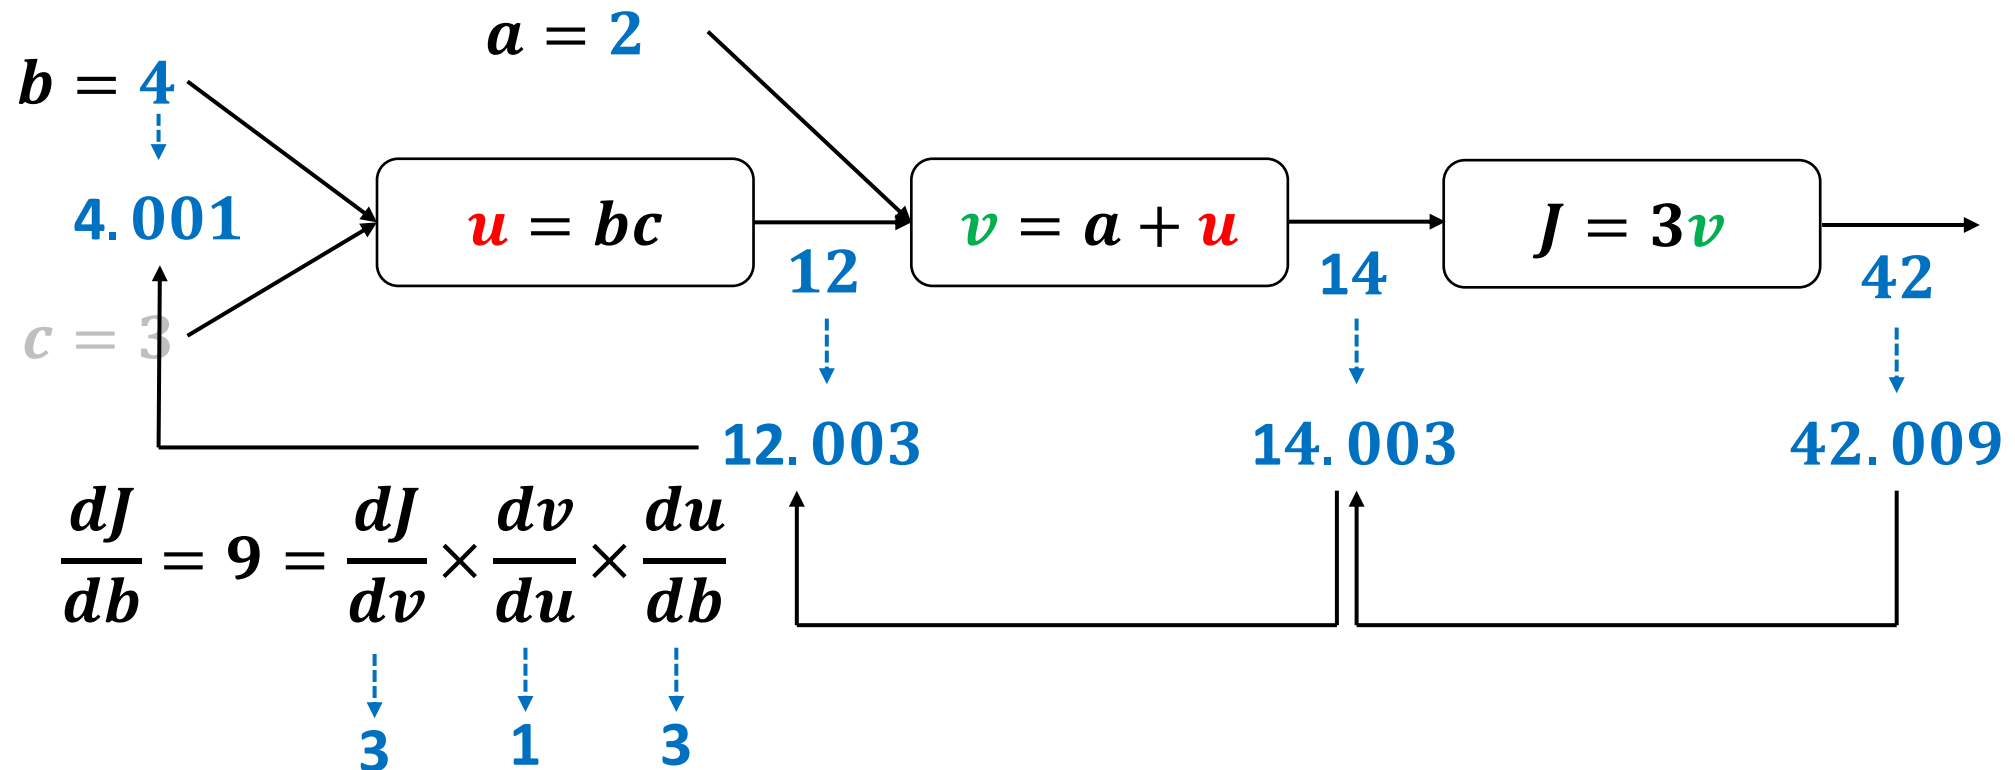 a = 2
b = 4
4.001
u = bc
v = a + u
J = 3v
12
14
42
c = 3
12.003
14.003
42.009
dJ/db = 9 = dJ/dv × dv/du × du/db
3
1
3